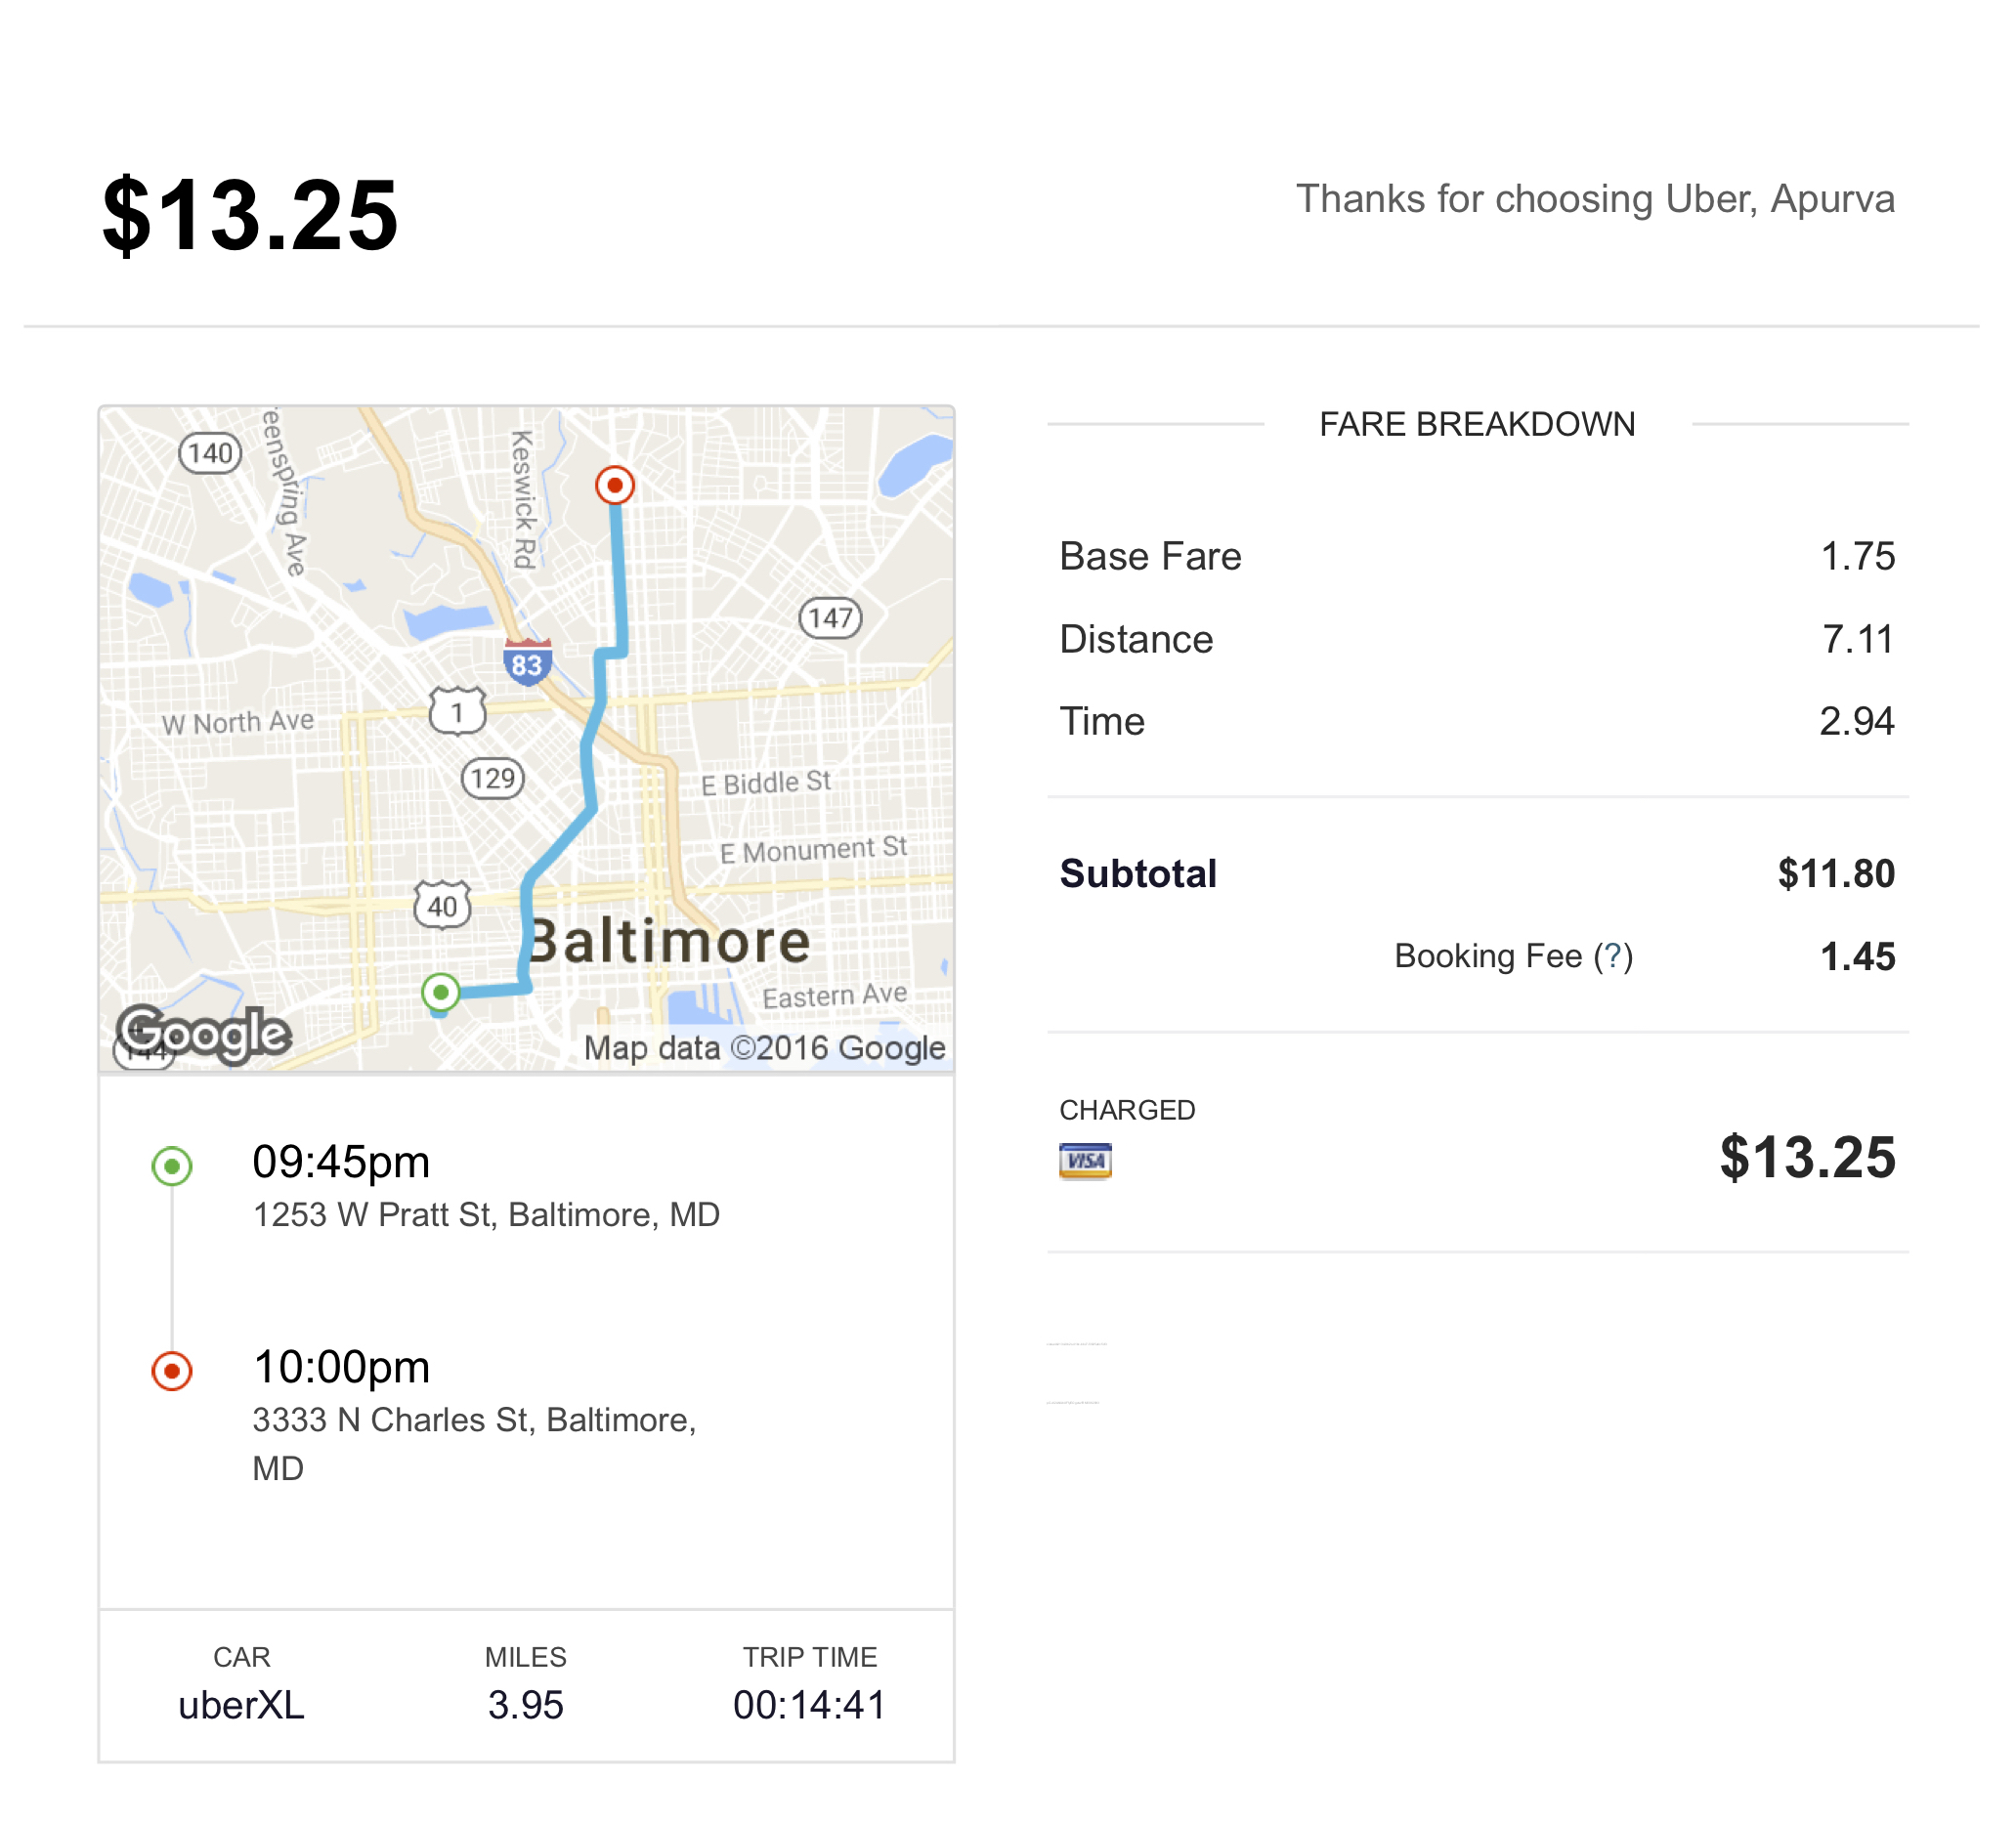 $13.25
Thanks for choosing Uber, Apurva
140
eenspring Ave
Keswick Rd
147
83
1
W North Ave
129
E Biddle St
E Monument St
40
Baltimore
Eastern Ave
Google
144
Map data ©2016 Google
09:45pm
1253 W Pratt St, Baltimore, MD
10:00pm
3333 N Charles St, Baltimore,
MD
CAR MILES TRIP TIME
uberXL 3.95 00:14:41
FARE BREAKDOWN
Base Fare 1.75
Distance 7.11
Time 2.94
Subtotal $11.80
Booking Fee (?) 1.45
CHARGED
VISA $13.25